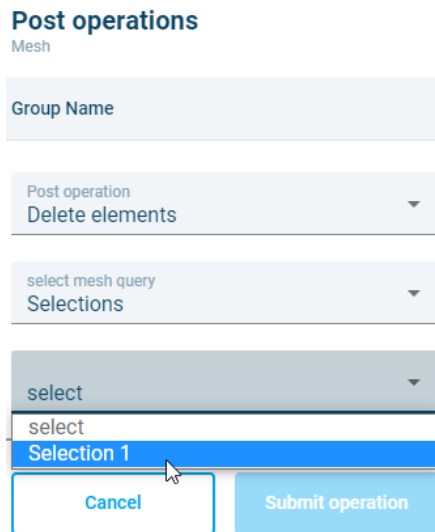 Post operations
Mesh
Group Name
Post operation
Delete elements
select mesh query
Selections
select
select
Selection 1
Cancel
Submit operation